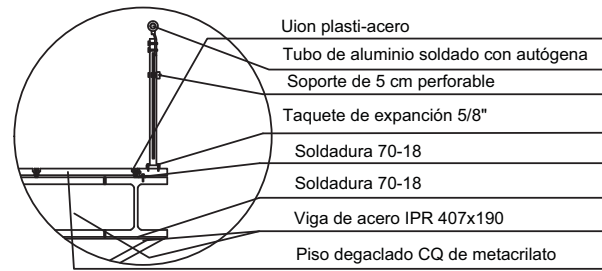 Uion plasti-acero
Tubo de aluminio soldado con autógena
Soporte de 5 cm perforable
Taquete de expanción 5/8"
Soldadura 70-18
Soldadura 70-18
Viga de acero IPR 407x190
Piso degaclado CQ de metacrilato